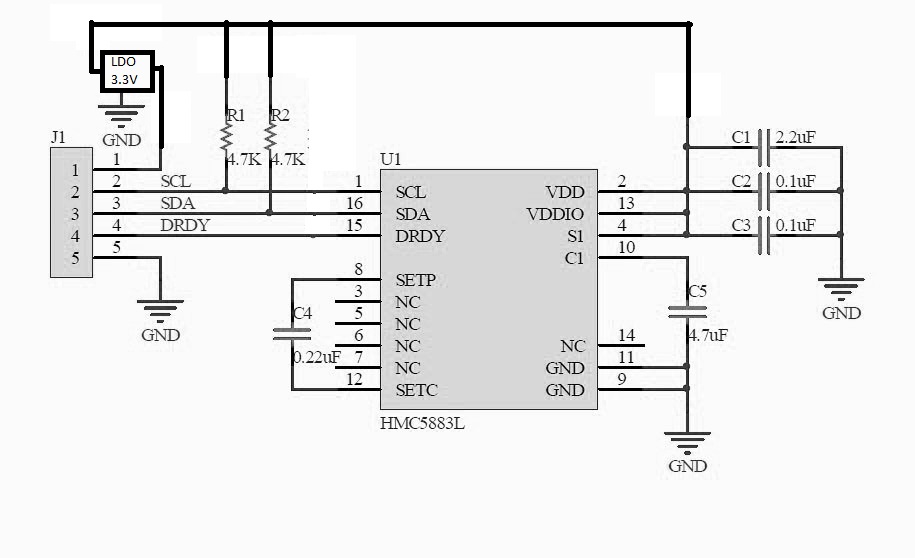 LDO
3.3V
GND
J1
R1
R2
4.7K
4.7K
U1
C1
2.2uF
1
1
2
SCL
2
1
SCL
VDD
2
C2
0.1uF
3
SDA
3
16
SDA
VDDIO
13
4
DRDY
4
15
DRDY
S1
4
C3
0.1uF
5
5
C1
10
8
SETP
GND
3
NC
C4
C5
GND
5
NC
4.7uF
6
NC
NC
14
0.22uF
7
NC
GND
11
12
SETC
GND
9
HMC5883L
GND